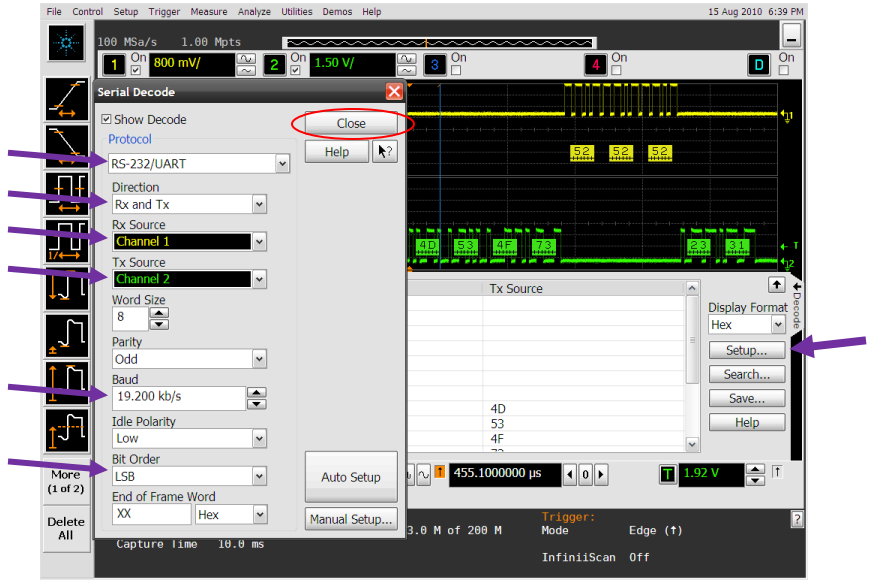 File Control Setup Trigger Measure Analyze Utilities Demos Help 15 Aug 2010 6:39 PM
100 MSa/s 1.00 Mpts
1 On 800 mV/ 2 On 1.50 V/ 3 On 4 On D On
Serial Decode
Show Decode
Close
Protocol
Help
RS-232/UART
Direction
Rx and Tx
Rx Source
Channel 1
Tx Source
Channel 2
Word Size
8
Parity
Odd
Baud
19.200 kb/s
Idle Polarity
Low
Bit Order
LSB
End of Frame Word
XX Hex
Auto Setup
Manual Setup...
1
52 52 52
4D 53 4F 73 23 31
T
2
Tx Source
4D
53
4F
Decode
Display Format
Hex
Setup...
Search...
Save...
Help
455.1000000 µs 0 T 1.92 V
More
(1 of 2)
Delete
All
3.0 M of 200 M
Capture Time 10.0 ms
Trigger:
Mode Edge (↑)
InfiniiScan Off
?